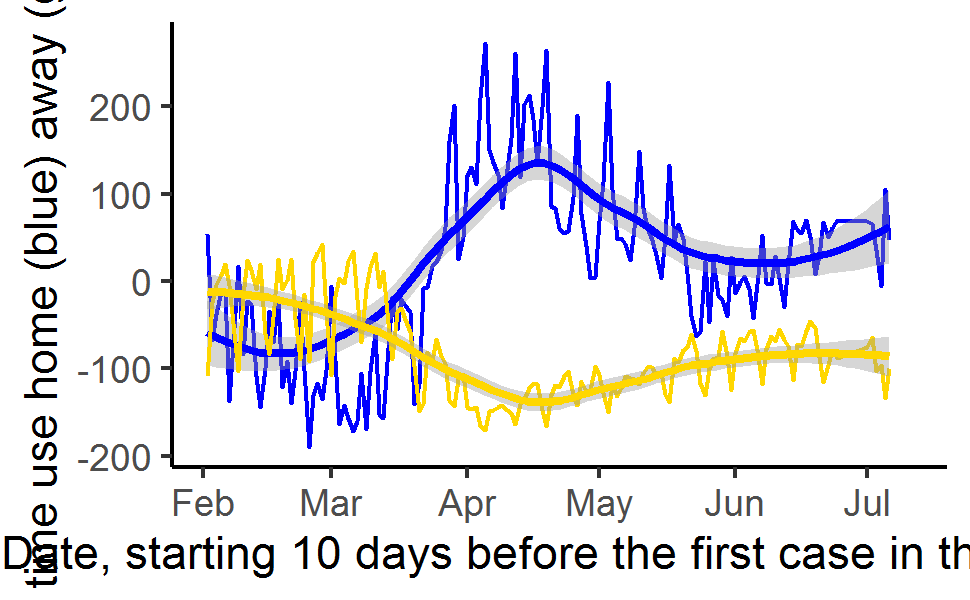 time use home (blue) away (
200
100
0
-100
-200
Feb Mar Apr May Jun Jul
Date, starting 10 days before the first case in th